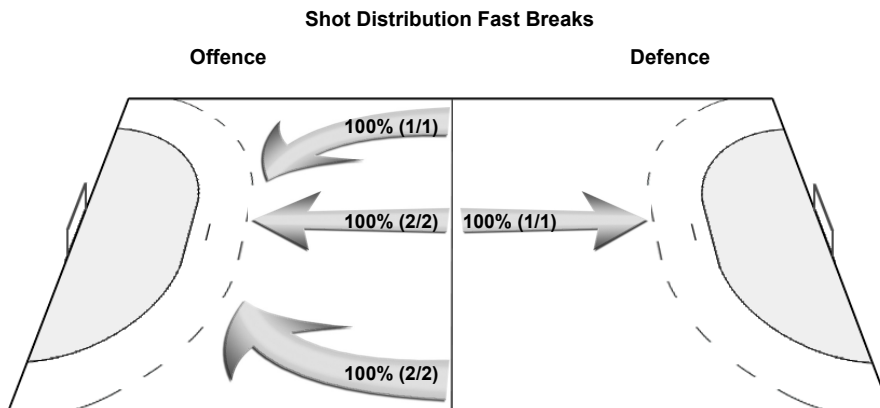 Shot Distribution Fast Breaks
Offence
Defence
100% (1/1)
100% (2/2)
100% (1/1)
100% (2/2)